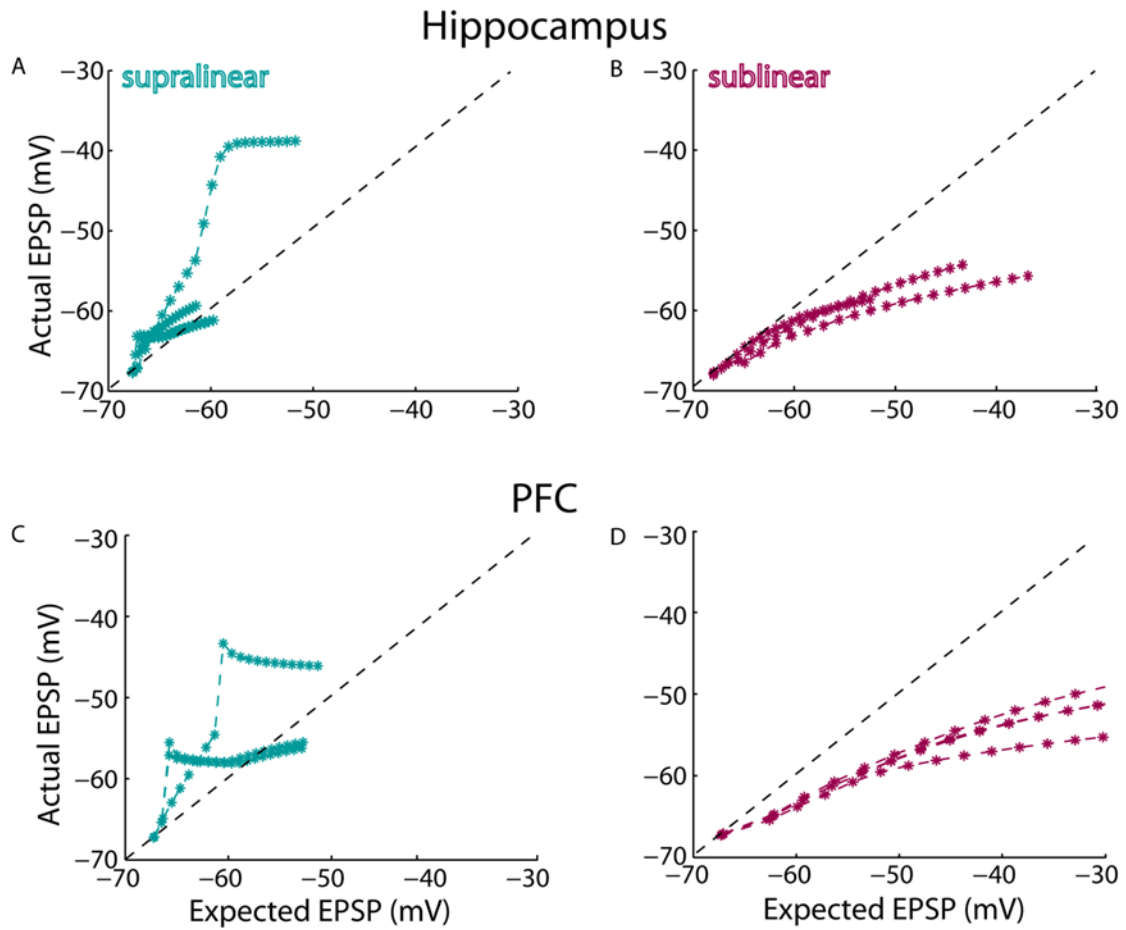 Hippocampus
A
supralinear
−30
−40
−50
−60
−70
Actual EPSP (mV)
−70 −60 −50 −40 −30
B
sublinear
−30
−40
−50
−60
−70
−70 −60 −50 −40 −30
PFC
C
−30
−40
−50
−60
−70
Actual EPSP (mV)
−70 −60 −50 −40 −30
Expected EPSP (mV)
D
−30
−40
−50
−60
−70
−70 −60 −50 −40 −30
Expected EPSP (mV)